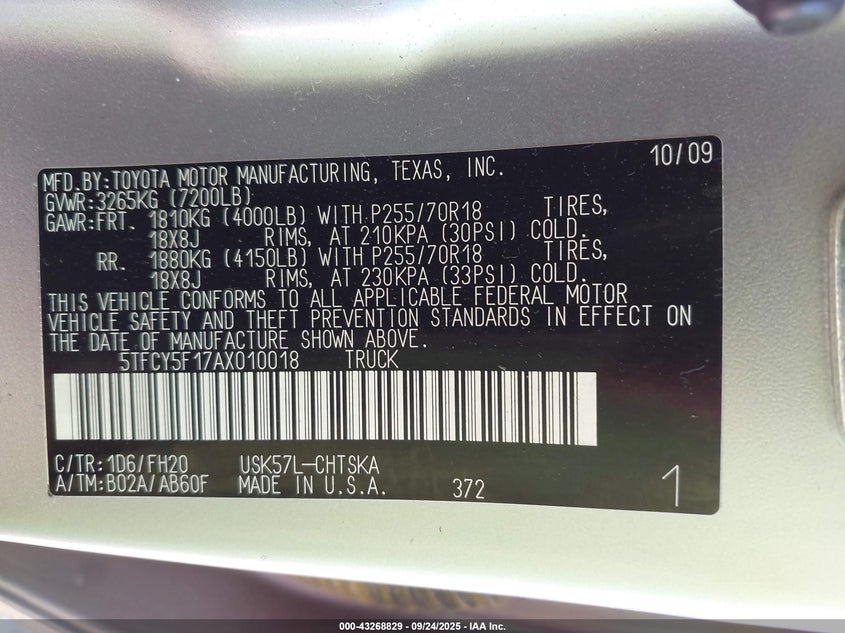 10/09
MFD.BY:TOYOTA MOTOR MANUFACTURING, TEXAS, INC.
GVWR:3265KG (7200LB)
GAWR:FRT. 1810KG (4000LB) WITH P255/70R18 TIRES,
18X8J RIMS, AT 210KPA (30PSI) COLD.
RR. 1880KG (4150LB) WITH P255/70R18 TIRES,
18X8J RIMS, AT 230KPA (33PSI) COLD.
THIS VEHICLE CONFORMS TO ALL APPLICABLE FEDERAL MOTOR
VEHICLE SAFETY AND THEFT PREVENTION STANDARDS IN EFFECT ON
THE DATE OF MANUFACTURE SHOWN ABOVE.
5TFCY5F17AX010018 TRUCK
C/TR:1D6/FH20 USK57L-CHTSKA
A/TM:B02A/AB60F MADE IN U.S.A. 372 1
000-43268829 - 09/24/2025 - IAA Inc.